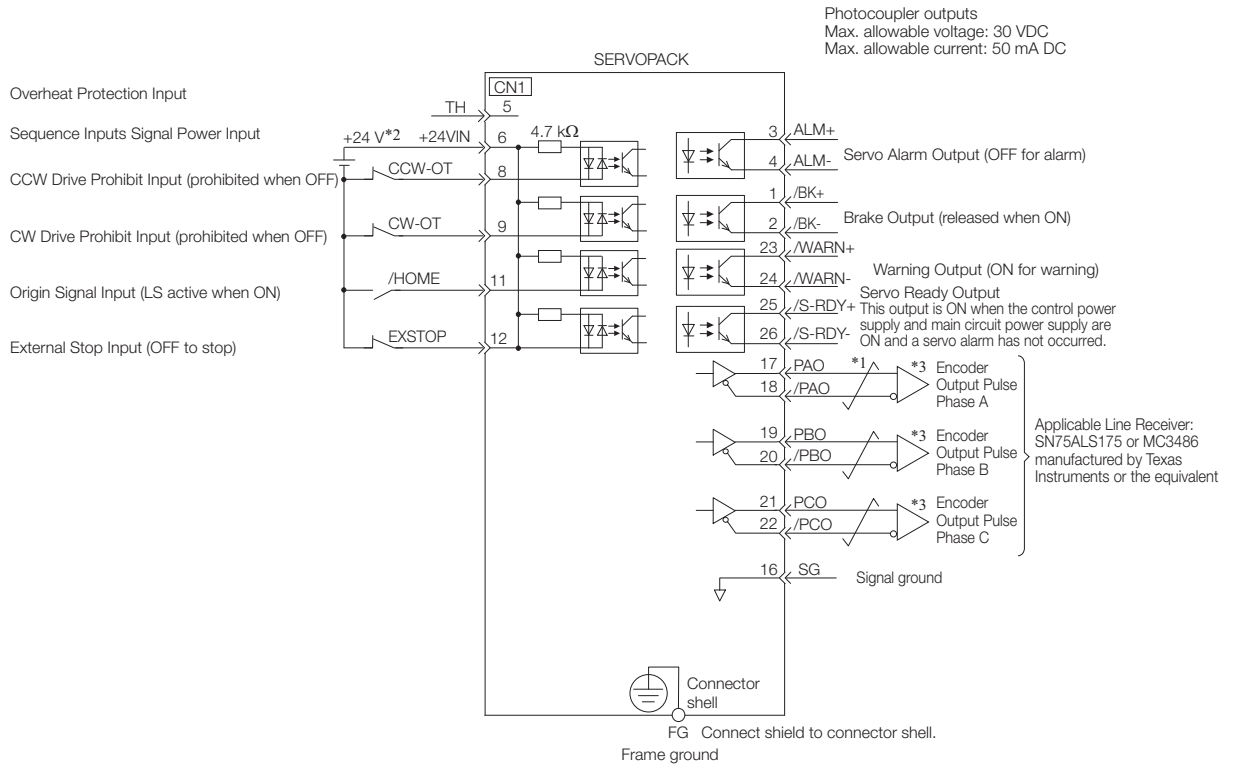 Photocoupler outputs
Max. allowable voltage: 30 VDC
Max. allowable current: 50 mA DC
SERVOPACK
CN1
Overheat Protection Input
TH 5
Sequence Inputs Signal Power Input
+24 V*2 +24VIN 6 4.7 kΩ
3 ALM+
4 ALM-
Servo Alarm Output (OFF for alarm)
CCW Drive Prohibit Input (prohibited when OFF)
CCW-OT 8
1 /BK+
2 /BK-
Brake Output (released when ON)
CW Drive Prohibit Input (prohibited when OFF)
CW-OT 9
23 /WARN+
24 /WARN-
Warning Output (ON for warning)
Origin Signal Input (LS active when ON)
/HOME 11
Servo Ready Output
25 /S-RDY+
26 /S-RDY-
This output is ON when the control power
supply and main circuit power supply are
ON and a servo alarm has not occurred.
External Stop Input (OFF to stop)
EXSTOP 12
17 PAO
18 /PAO
*1
*3 Encoder
Output Pulse
Phase A
19 PBO
20 /PBO
*3 Encoder
Output Pulse
Phase B
Applicable Line Receiver:
SN75ALS175 or MC3486
manufactured by Texas
Instruments or the equivalent
21 PCO
22 /PCO
*3 Encoder
Output Pulse
Phase C
16 SG
Signal ground
Connector
shell
FG Connect shield to connector shell.
Frame ground